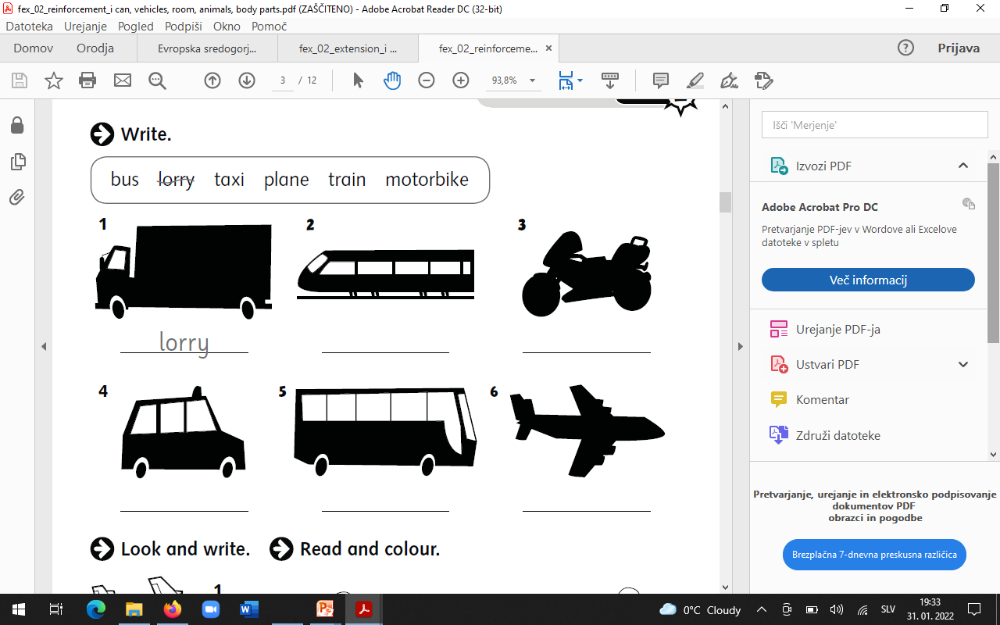 fex_02_reinforcement_i can, vehicles, room, animals, body parts.pdf (ZAŠČITENO) - Adobe Acrobat Reader DC (32-bit)
Datoteka Urejanje Pogled Podpiši Okno Pomoč
Domov Orodja Evropska sredogorj... fex_02_extension_i ... fex_02_reinforceme... × ? Prijava
3 / 12 93,8%
Write.
bus lorry taxi plane train motorbike
1 2 3
lorry
4 5 6
Look and write. Read and colour.
1
Išči 'Merjenje'
Izvozi PDF
Adobe Acrobat Pro DC
Pretvarjanje PDF-jev v Wordove ali Excelove
datoteke v spletu
Več informacij
Urejanje PDF-ja
Ustvari PDF
Komentar
Združi datoteke
Pretvarjanje, urejanje in elektronsko podpisovanje
dokumentov PDF
obrazci in pogodbe
Brezplačna 7-dnevna preskusna različica
0°C Cloudy SLV 19:33
31. 01. 2022